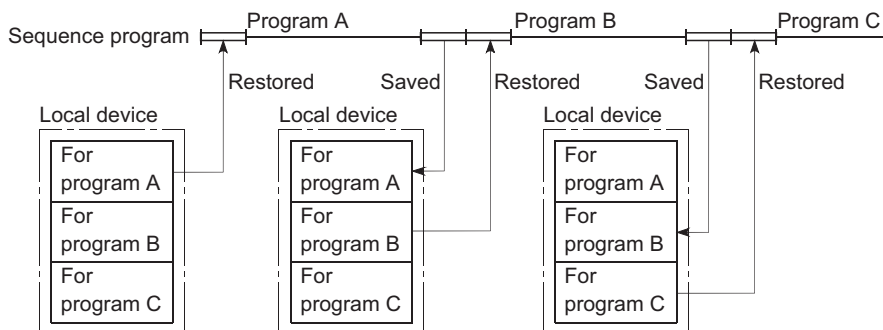 Program A
Program B
Program C
Sequence program
Restored
Saved
Restored
Saved
Restored
Local device
Local device
Local device
For
program A
For
program B
For
program C
For
program A
For
program B
For
program C
For
program A
For
program B
For
program C